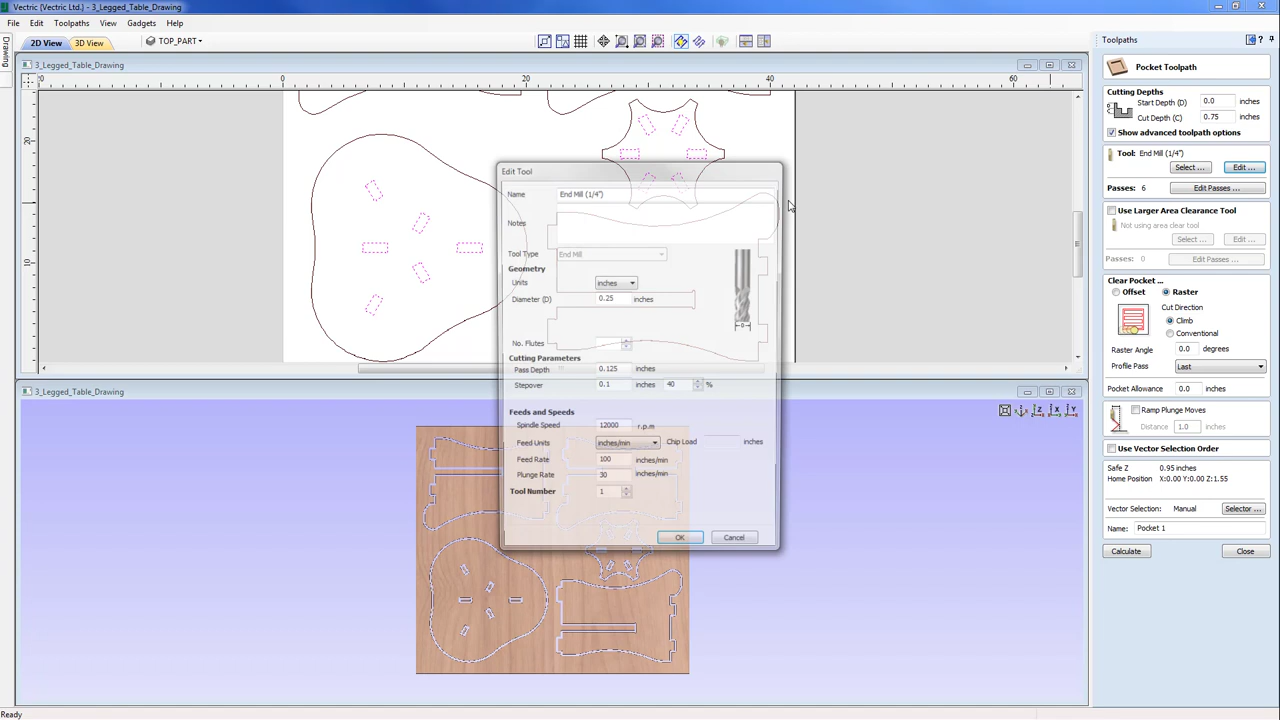 Vectric (Vectric Ltd.) - 3_Legged_Table_Drawing
File Edit Toolpaths View Gadgets Help
2D View 3D View TOP_PART
Drawing
3_Legged_Table_Drawing
0 20 40 60
20
10
Edit Tool
Name End Mill (1/4")
Notes
Tool Type End Mill
Geometry
Units inches
Diameter (D) 0.25 inches
No. Flutes
Cutting Parameters
Pass Depth 0.125 inches
Stepover 0.1 inches 40 %
Feeds and Speeds
Spindle Speed 12000 r.p.m
Feed Units inches/min Chip Load inches
Feed Rate 100 inches/min
Plunge Rate 30 inches/min
Tool Number 1
OK Cancel
3_Legged_Table_Drawing
Toolpaths
Pocket Toolpath
Cutting Depths
Start Depth (D) 0.0 inches
Cut Depth (C) 0.75 inches
Show advanced toolpath options
Tool: End Mill (1/4")
Select ... Edit ...
Passes: 6 Edit Passes ...
Use Larger Area Clearance Tool
Not using area clear tool
Select ... Edit ...
Passes: 0 Edit Passes ...
Clear Pocket ...
Offset Raster
Cut Direction
Climb
Conventional
Raster Angle 0.0 degrees
Profile Pass Last
Pocket Allowance 0.0 inches
Ramp Plunge Moves
Distance 1.0 inches
Use Vector Selection Order
Safe Z 0.95 inches
Home Position X:0.00 Y:0.00 Z:1.55
Vector Selection: Manual Selector ...
Name: Pocket 1
Calculate Close
Ready